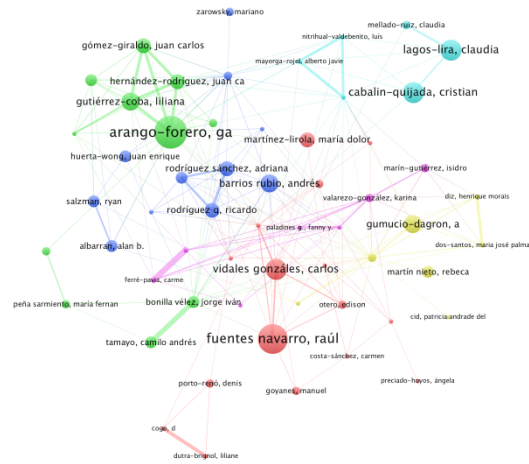 zarowsky, mariano
gómez-giraldo, juan carlos
nitrihual-valdebenito, luis
mellado-ruiz, claudia
lagos-lira, claudia
mayorga-rojel, alberto javie
hernández-rodríguez, juan ca
cabalin-quijada, cristian
gutiérrez-coba, liliana
arango-forero, ga
martínez-lirola, maría dolor
huerta-wong, juan enrique
rodríguez sánchez, adriana
barrios rubio, andrés
marín-gutiérrez, isidro
valarezo-gonzález, karina
diz, henrique morais
salzman, ryan
rodríguez g, ricardo
paladines g., fanny y.
gumucio-dagron, a
dos-santos, maría josé palma
albarran, alan b.
ferré-pavia, carme
vidales gonzáles, carlos
martín nieto, rebeca
peña sarmiento, maría fernan
bonilla vélez, jorge iván
otero, edison
cid, patricia andrade del
tamayo, camilo andrés
fuentes navarro, raúl
costa-sánchez, carmen
porto-renó, denis
goyanes, manuel
preciado-hoyos, ángela
cogo, d
dutra-brignol, liliane